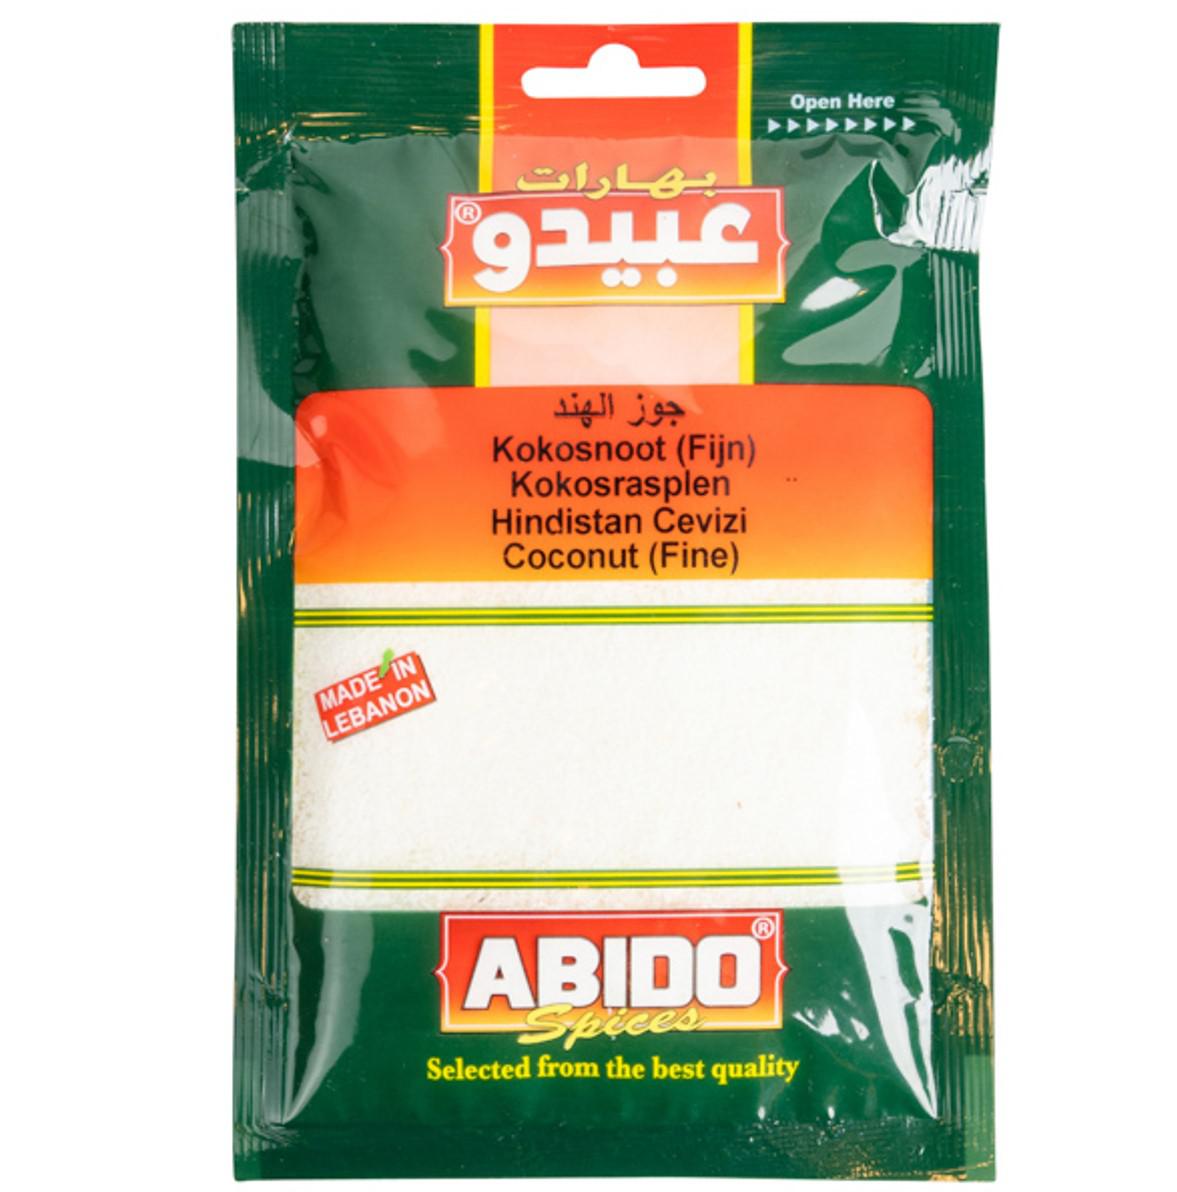 Open Here
بهارات
عبيدو®
جوز الهند
Kokosnoot (Fijn)
Kokosrasplen
Hindistan Cevizi
Coconut (Fine)
MADE IN
LEBANON
ABIDO®
Spices
Selected from the best quality